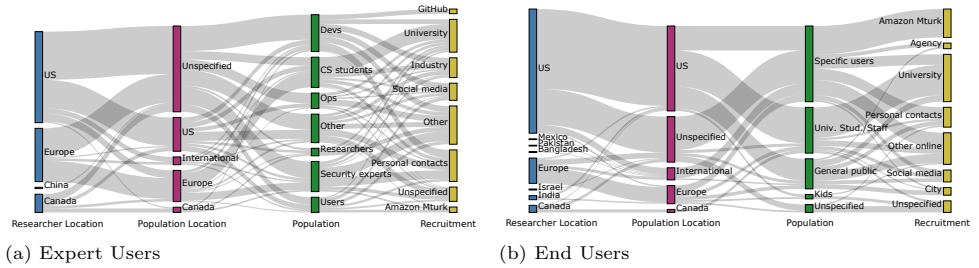 US
Europe
China
Canada
Researcher Location
Unspecified
US
International
Europe
Canada
Population Location
Devs
CS students
Ops
Other
Researchers
Security experts
Users
Population
GitHub
University
Industry
Social media
Other
Personal contacts
Unspecified
Amazon Mturk
Recruitment
(a) Expert Users
US
Mexico
Pakistan
Bangladesh
Europe
Israel
India
Canada
Researcher Location
US
Unspecified
International
Europe
Canada
Population Location
Specific users
Univ. Stud./Staff
General public
Kids
Unspecified
Population
Amazon Mturk
Agency
University
Personal contacts
Other online
Social media
City
Unspecified
Recruitment
(b) End Users